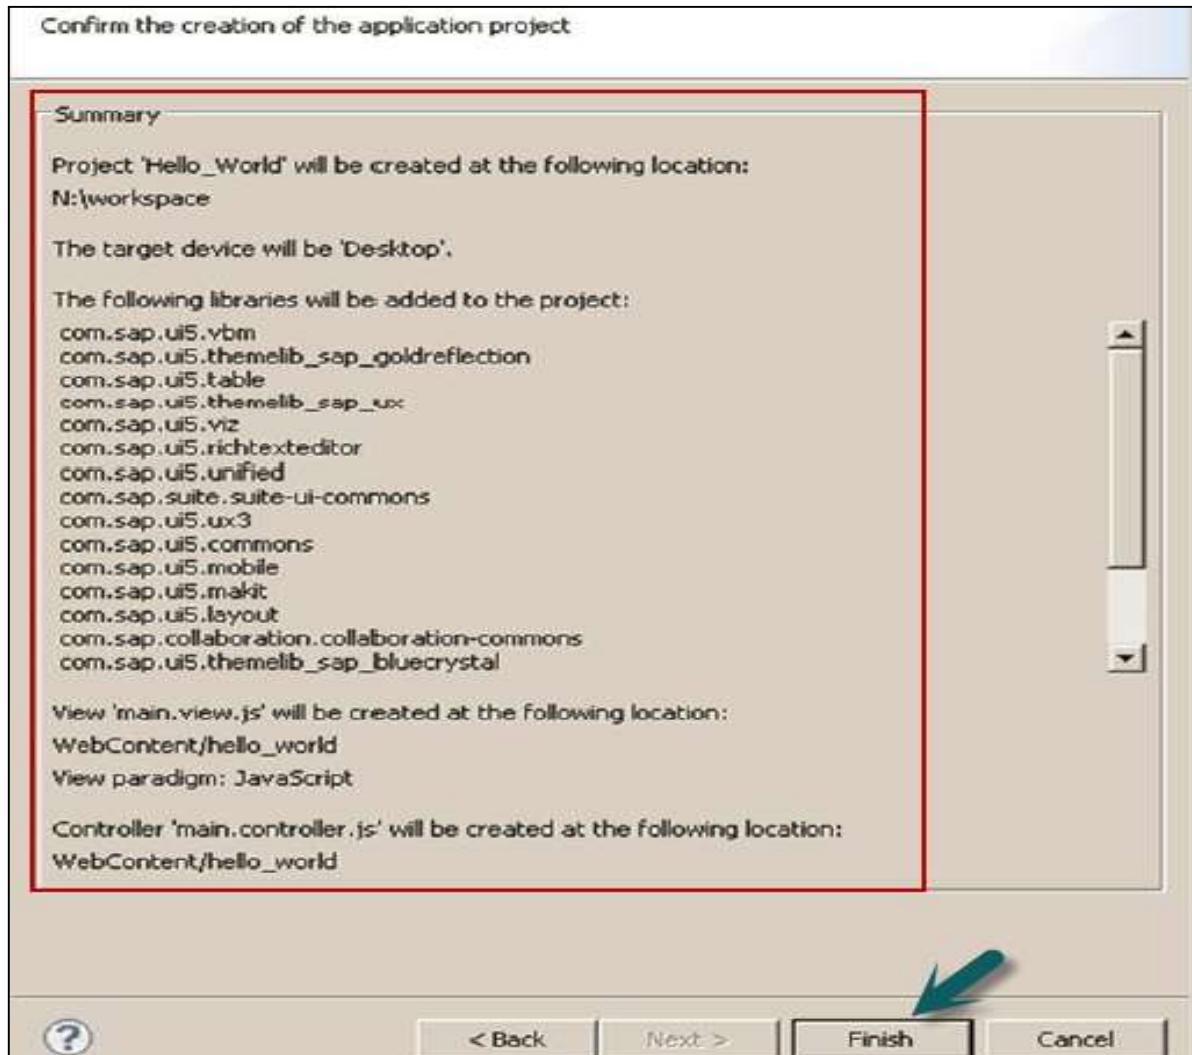 Confirm the creation of the application project
Summary
Project 'Hello_World' will be created at the following location:
N:\workspace
The target device will be 'Desktop'.
The following libraries will be added to the project:
com.sap.ui5.vbm
com.sap.ui5.themelib_sap_goldreflection
com.sap.ui5.table
com.sap.ui5.themelib_sap_ux
com.sap.ui5.viz
com.sap.ui5.richtexteditor
com.sap.ui5.unified
com.sap.suite.suite-ui-commons
com.sap.ui5.ux3
com.sap.ui5.commons
com.sap.ui5.mobile
com.sap.ui5.makit
com.sap.ui5.layout
com.sap.collaboration.collaboration-commons
com.sap.ui5.themelib_sap_bluecrystal
View 'main.view.js' will be created at the following location:
WebContent/hello_world
View paradigm: JavaScript
Controller 'main.controller.js' will be created at the following location:
WebContent/hello_world
? < Back Next > Finish Cancel